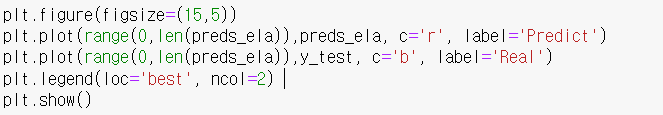 plt.figure(figsize=(15,5))
plt.plot(range(0,len(preds_ela)),preds_ela, c='r', label='Predict')
plt.plot(range(0,len(preds_ela)),y_test, c='b', label='Real')
plt.legend(loc='best', ncol=2)
plt.show()